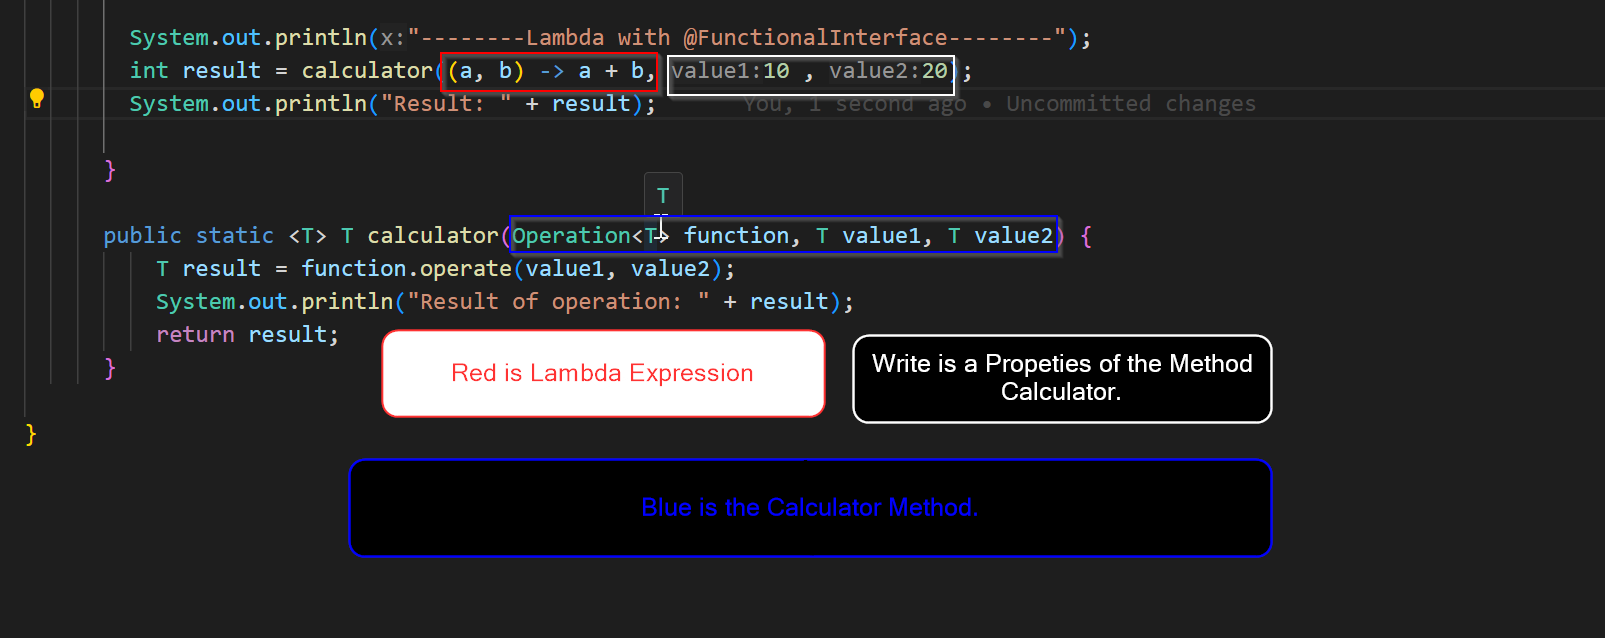 System.out.println(x:"--------Lambda with @FunctionalInterface--------");
int result = calculator((a, b) -> a + b, value1:10 , value2:20);
System.out.println("Result: " + result); You, 1 second ago • Uncommitted changes
}
T
public static <T> T calculator(Operation<T> function, T value1, T value2) {
T result = function.operate(value1, value2);
System.out.println("Result of operation: " + result);
return result;
}
Red is Lambda Expression
Write is a Propeties of the Method
Calculator.
}
Blue is the Calculator Method.